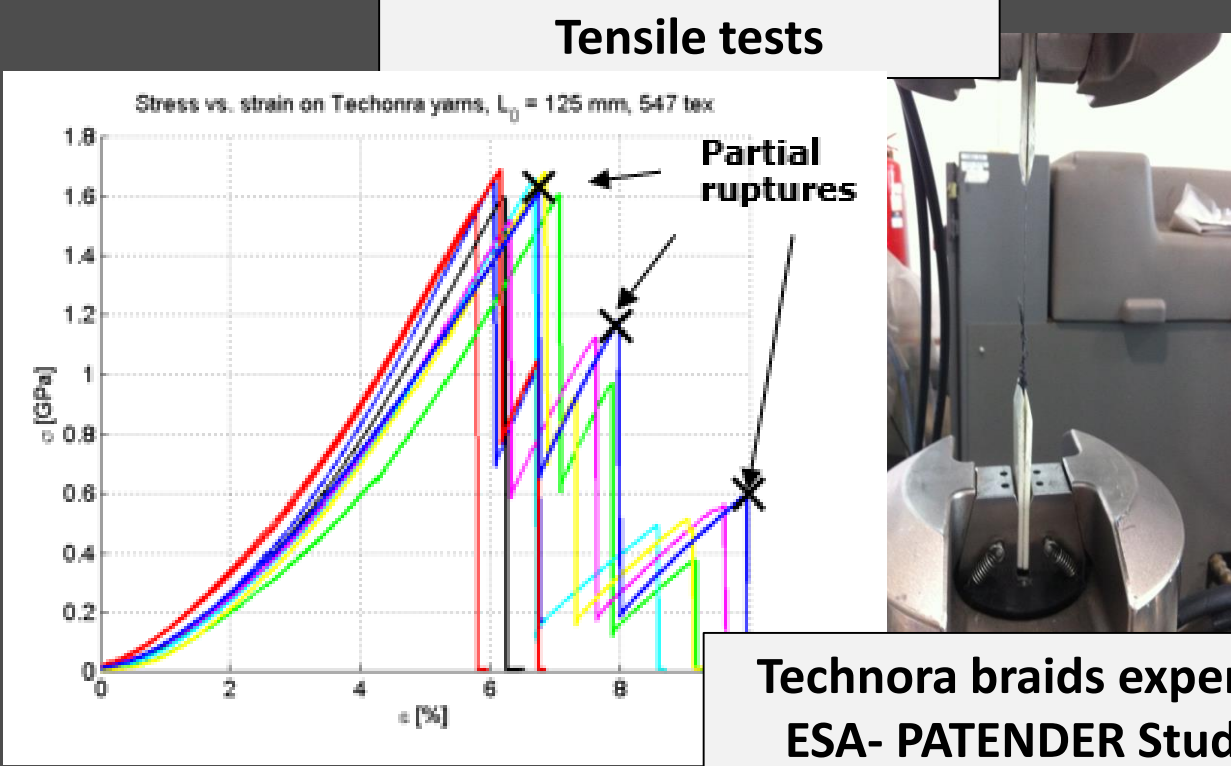 Tensile tests
Stress vs. strain on Techonra yarns, L0 = 125 mm, 547 tex
Partial
ruptures
σ [GPa]
1.8
1.6
1.4
1.2
1
0.8
0.6
0.4
0.2
0
0 2 4 6 8
ε [%]
Technora braids exper
ESA- PATENDER Stud